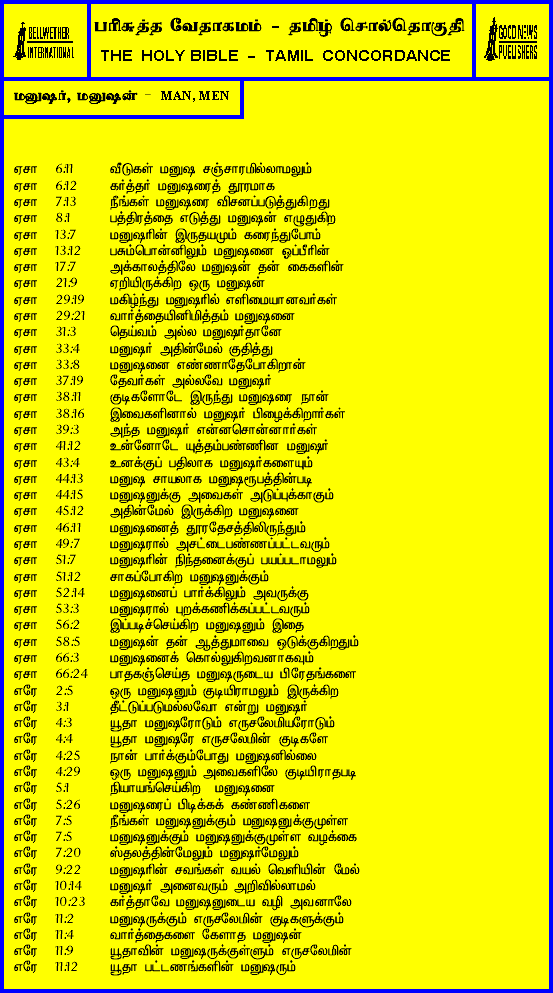 BELLWETHER
INTERNATIONAL
பரிசுத்த வேதாகமம் - தமிழ் சொல்தொகுதி
THE HOLY BIBLE - TAMIL CONCORDANCE
GOOD NEWS
PUBLISHERS
மனுஷர், மனுஷன் - MAN, MEN
ஏசா 6:11 வீடுகள் மனுஷ சஞ்சாரமில்லாமலும்
ஏசா 6:12 கர்த்தர் மனுஷரைத் தூரமாக
ஏசா 7:13 நீங்கள் மனுஷரை விசனப்படுத்துகிறது
ஏசா 8:1 பத்திரத்தை எடுத்து மனுஷன் எழுதுகிற
ஏசா 13:7 மனுஷரின் இருதயமும் கரைந்துபோம்
ஏசா 13:12 பசும்பொன்னிலும் மனுஷனை ஒப்பீரின்
ஏசா 17:7 அக்காலத்திலே மனுஷன் தன் கைகளின்
ஏசா 21:9 ஏறியிருக்கிற ஒரு மனுஷன்
ஏசா 29:19 மகிழ்ந்து மனுஷரில் எளிமையானவர்கள்
ஏசா 29:21 வார்த்தையினிமித்தம் மனுஷனை
ஏசா 31:3 தெய்வம் அல்ல மனுஷர்தானே
ஏசா 33:4 மனுஷர் அதின்மேல் குதித்து
ஏசா 33:8 மனுஷனை எண்ணாதேபோகிறான்
ஏசா 37:19 தேவர்கள் அல்லவே மனுஷர்
ஏசா 38:11 குடிகளோடே இருந்து மனுஷரை நான்
ஏசா 38:16 இவைகளினால் மனுஷர் பிழைக்கிறார்கள்
ஏசா 39:3 அந்த மனுஷர் என்னசொன்னார்கள்
ஏசா 41:12 உன்னோடே யுத்தம்பண்ணின மனுஷர்
ஏசா 43:4 உனக்குப் பதிலாக மனுஷர்களையும்
ஏசா 44:13 மனுஷ சாயலாக மனுஷரூபத்தின்படி
ஏசா 44:15 மனுஷனுக்கு அவைகள் அடுப்புக்காகும்
ஏசா 45:12 அதின்மேல் இருக்கிற மனுஷனை
ஏசா 46:11 மனுஷனைத் தூரதேசத்திலிருந்தும்
ஏசா 49:7 மனுஷரால் அசட்டைபண்ணப்பட்டவரும்
ஏசா 51:7 மனுஷரின் நிந்தனைக்குப் பயப்படாமலும்
ஏசா 51:12 சாகப்போகிற மனுஷனுக்கும்
ஏசா 52:14 மனுஷனைப் பார்க்கிலும் அவருக்கு
ஏசா 53:3 மனுஷரால் புறக்கணிக்கப்பட்டவரும்
ஏசா 56:2 இப்படிச்செய்கிற மனுஷனும் இதை
ஏசா 58:5 மனுஷன் தன் ஆத்துமாவை ஒடுக்குகிறதும்
ஏசா 66:3 மனுஷனைக் கொல்லுகிறவனாகவும்
ஏசா 66:24 பாதகஞ்செய்த மனுஷருடைய பிரேதங்களை
எரே 2:5 ஒரு மனுஷனும் குடியிராமலும் இருக்கிற
எரே 3:1 தீட்டுப்படுமல்லவோ என்று மனுஷர்
எரே 4:3 யூதா மனுஷரோடும் எருசலேமியரோடும்
எரே 4:4 யூதா மனுஷரே எருசலேமின் குடிகளே
எரே 4:25 நான் பார்க்கும்போது மனுஷனில்லை
எரே 4:29 ஒரு மனுஷனும் அவைகளிலே குடியிராதபடி
எரே 5:1 நியாயங்செய்கிற மனுஷனை
எரே 5:26 மனுஷரைப் பிடிக்கக் கண்ணிகளை
எரே 7:5 நீங்கள் மனுஷனுக்கும் மனுஷனுக்குமுள்ள
எரே 7:5 மனுஷனுக்கும் மனுஷனுக்குமுள்ள வழக்கை
எரே 7:20 ஸ்தலத்தின்மேலும் மனுஷர்மேலும்
எரே 9:22 மனுஷரின் சவங்கள் வயல் வெளியின் மேல்
எரே 10:14 மனுஷர் அனைவரும் அறிவில்லாமல்
எரே 10:23 கர்த்தாவே மனுஷனுடைய வழி அவனாலே
எரே 11:2 மனுஷருக்கும் எருசலேமின் குடிகளுக்கும்
எரே 11:4 வார்த்தைகளை கேளாத மனுஷன்
எரே 11:9 யூதாவின் மனுஷருக்குள்ளும் எருசலேமின்
எரே 11:12 யூதா பட்டணங்களின் மனுஷரும்